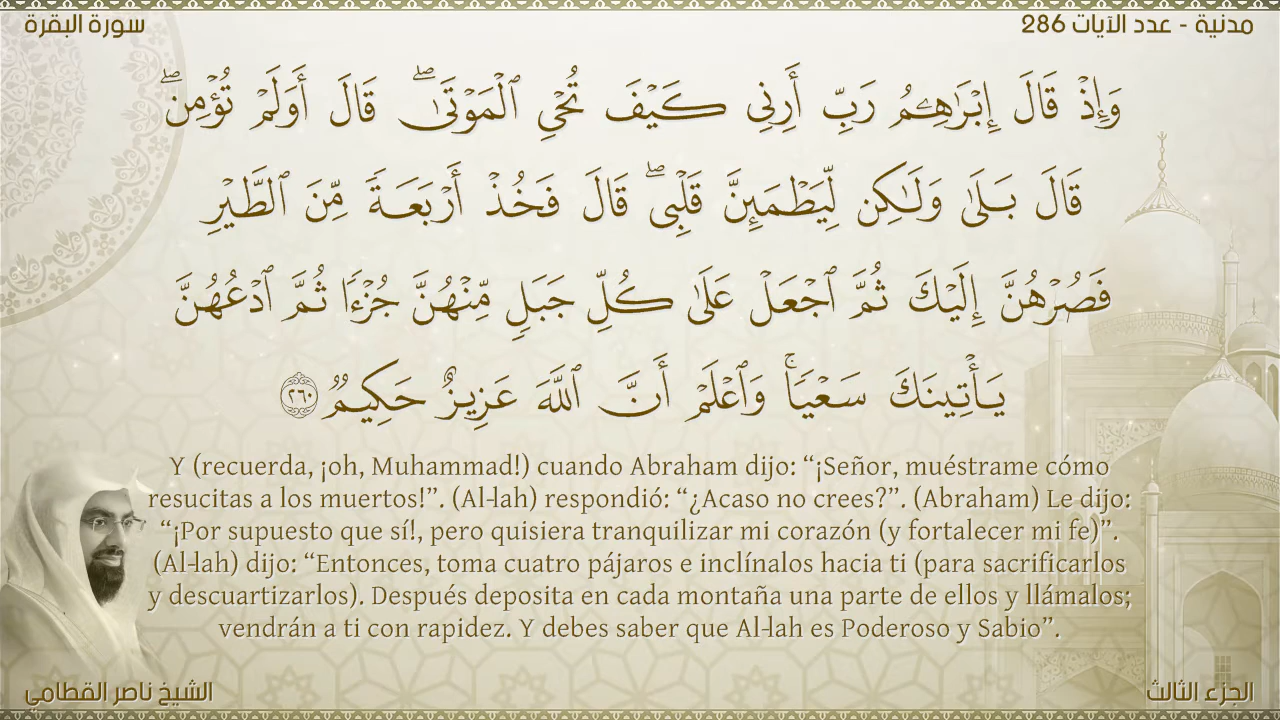 سورة البقرة
مدنية - عدد الآيات 286
وَإِذْ قَالَ إِبْرَٰهِـۧمُ رَبِّ أَرِنِى كَيْفَ تُحْىِ ٱلْمَوْتَىٰ ۖ قَالَ أَوَلَمْ تُؤْمِن ۖ
قَالَ بَلَىٰ وَلَـٰكِن لِّيَطْمَئِنَّ قَلْبِى ۖ قَالَ فَخُذْ أَرْبَعَةً مِّنَ ٱلطَّيْرِ
فَصُرْهُنَّ إِلَيْكَ ثُمَّ ٱجْعَلْ عَلَىٰ كُلِّ جَبَلٍ مِّنْهُنَّ جُزْءًا ثُمَّ ٱدْعُهُنَّ
يَأْتِينَكَ سَعْيًا ۚ وَٱعْلَمْ أَنَّ ٱللَّهَ عَزِيزٌ حَكِيمٌ ٢٦٠
Y (recuerda, ¡oh, Muhammad!) cuando Abraham dijo: “¡Señor, muéstrame cómo
resucitas a los muertos!”. (Al-lah) respondió: “¿Acaso no crees?”. (Abraham) Le dijo:
“¡Por supuesto que sí!, pero quisiera tranquilizar mi corazón (y fortalecer mi fe)”.
(Al-lah) dijo: “Entonces, toma cuatro pájaros e inclínalos hacia ti (para sacrificarlos
y descuartizarlos). Después deposita en cada montaña una parte de ellos y llámalos;
vendrán a ti con rapidez. Y debes saber que Al-lah es Poderoso y Sabio”.
الشيخ ناصر القطامي
الجزء الثالث